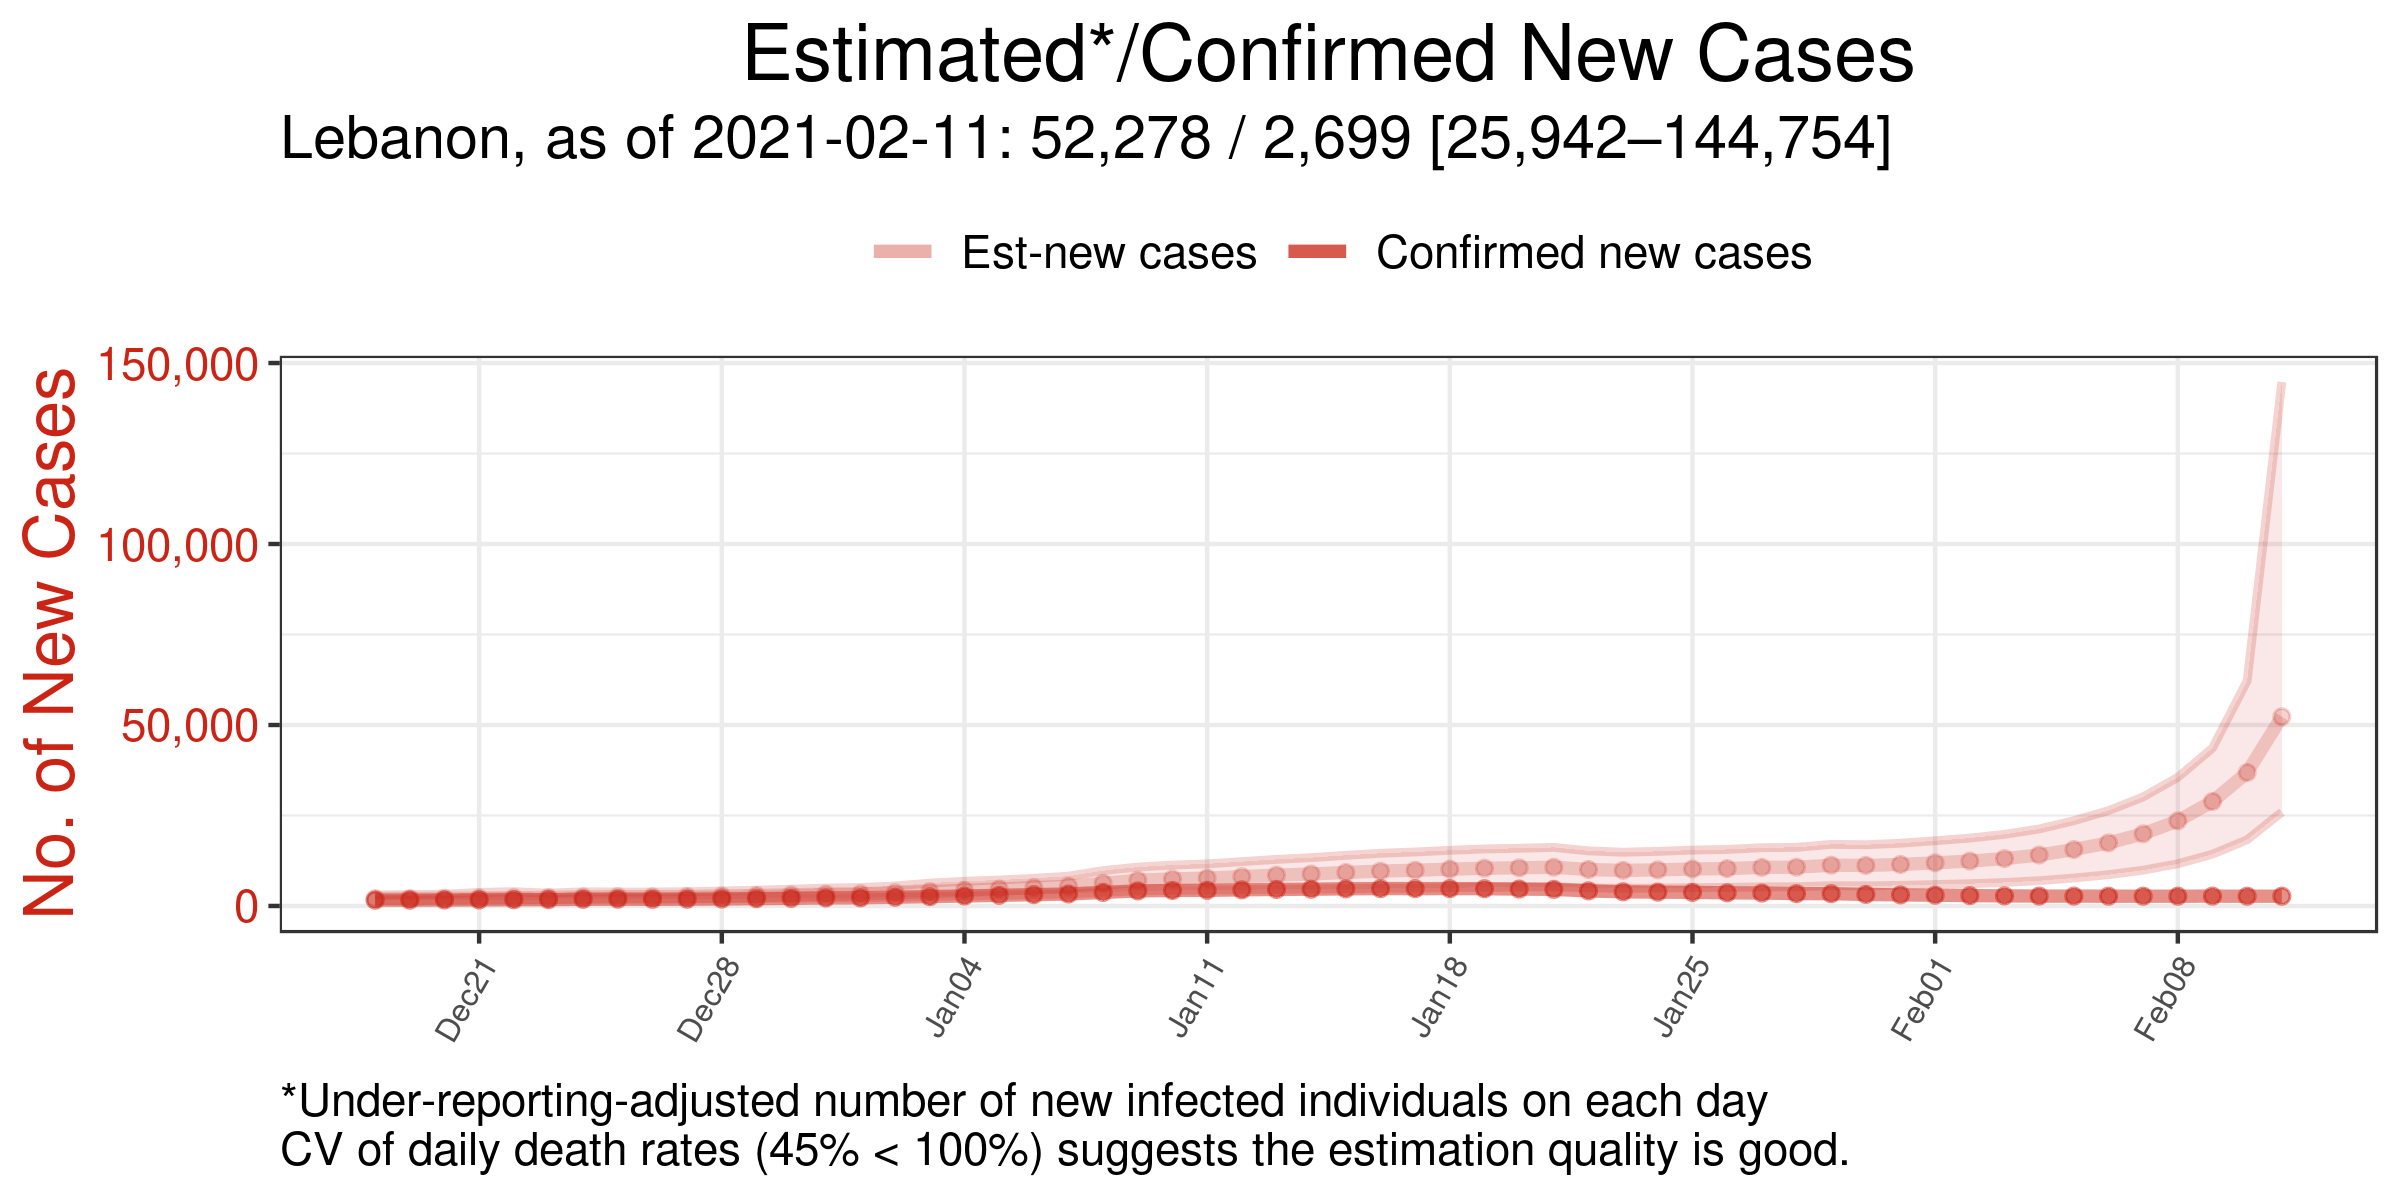 Estimated*/Confirmed New Cases
Lebanon, as of 2021-02-11: 52,278 / 2,699 [25,942–144,754]
Est-new cases
Confirmed new cases
No. of New Cases
150,000
100,000
50,000
0
Dec21
Dec28
Jan04
Jan11
Jan18
Jan25
Feb01
Feb08
*Under-reporting-adjusted number of new infected individuals on each day
CV of daily death rates (45% < 100%) suggests the estimation quality is good.